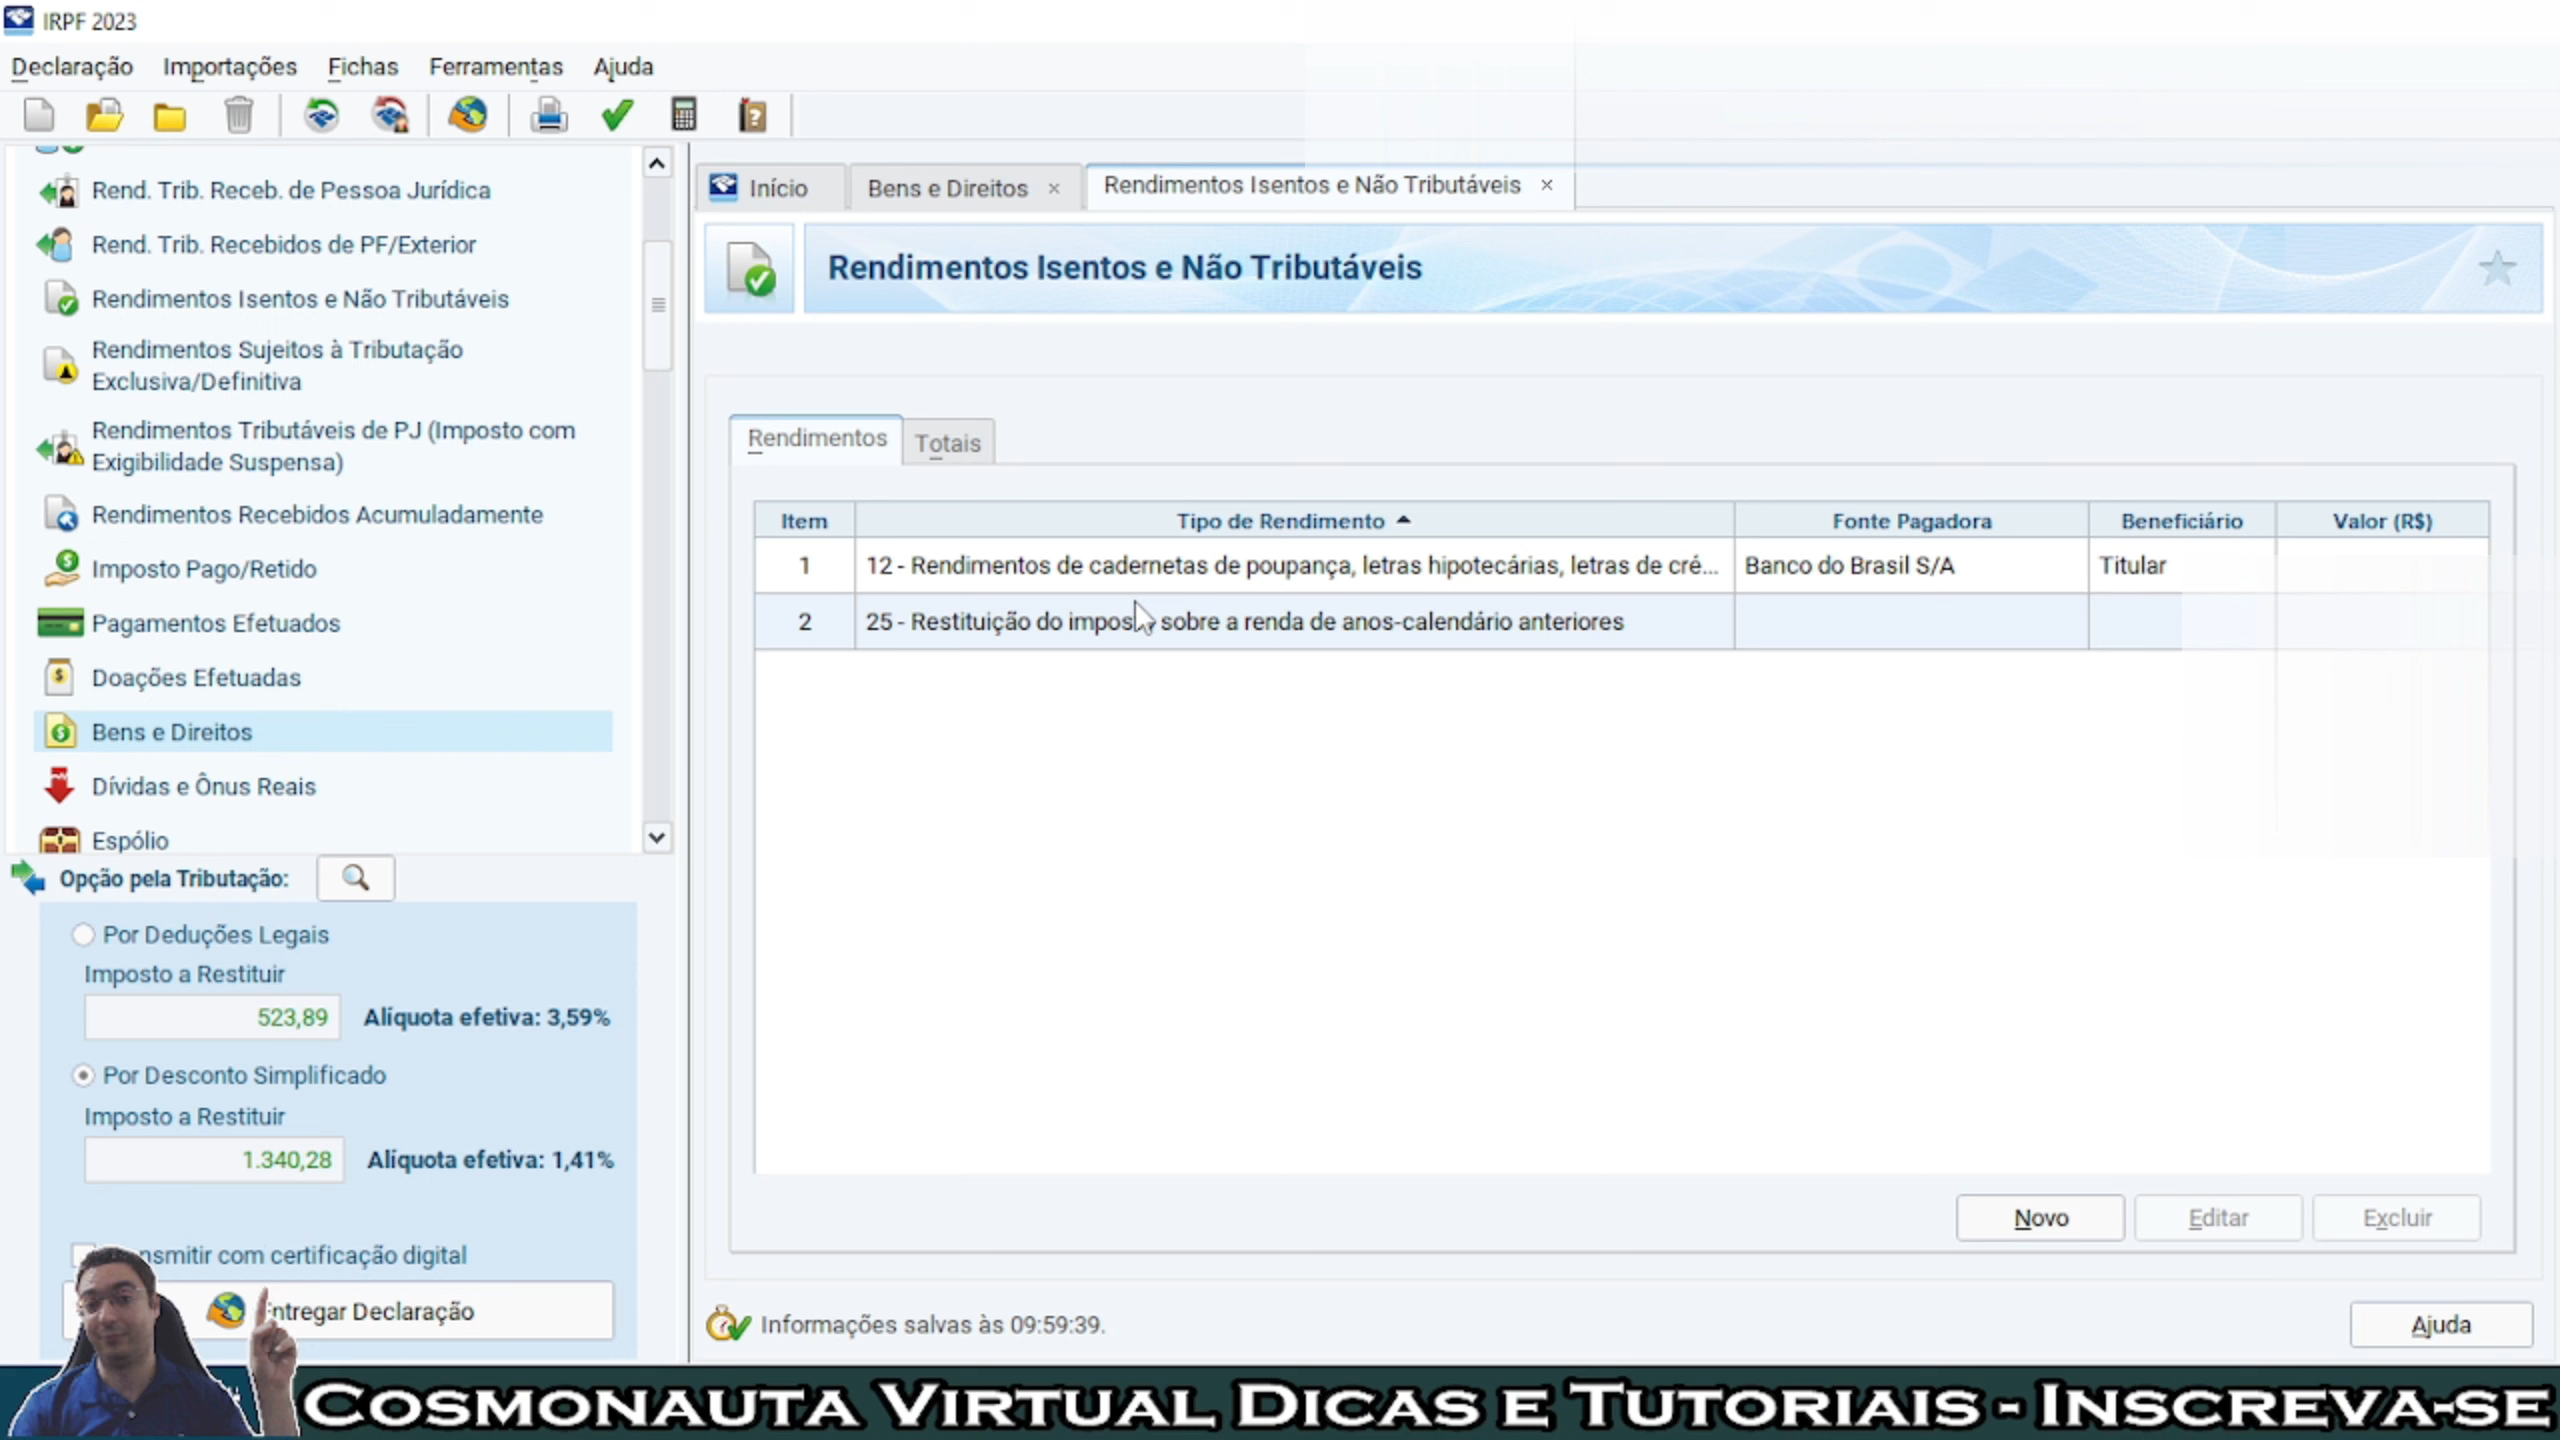 IRPF 2023
Declaração Importações Fichas Ferramentas Ajuda
Rend. Trib. Receb. de Pessoa Jurídica
Rend. Trib. Recebidos de PF/Exterior
Rendimentos Isentos e Não Tributáveis
Rendimentos Sujeitos à Tributação
Exclusiva/Definitiva
Rendimentos Tributáveis de PJ (Imposto com
Exigibilidade Suspensa)
Rendimentos Recebidos Acumuladamente
Imposto Pago/Retido
Pagamentos Efetuados
Doações Efetuadas
Bens e Direitos
Dívidas e Ônus Reais
Espólio
Opção pela Tributação:
Por Deduções Legais
Imposto a Restituir
523,89 Alíquota efetiva: 3,59%
Por Desconto Simplificado
Imposto a Restituir
1.340,28 Alíquota efetiva: 1,41%
nsmitir com certificação digital
ntregar Declaração
Início Bens e Direitos × Rendimentos Isentos e Não Tributáveis ×
Rendimentos Isentos e Não Tributáveis
Rendimentos Totais
Item Tipo de Rendimento Fonte Pagadora Beneficiário Valor (R$)
1 12 - Rendimentos de cadernetas de poupança, letras hipotecárias, letras de cré... Banco do Brasil S/A Titular
2 25 - Restituição do imposto sobre a renda de anos-calendário anteriores
Novo Editar Excluir
Informações salvas às 09:59:39.
Ajuda
Cosmonauta Virtual Dicas e Tutoriais - Inscreva-se